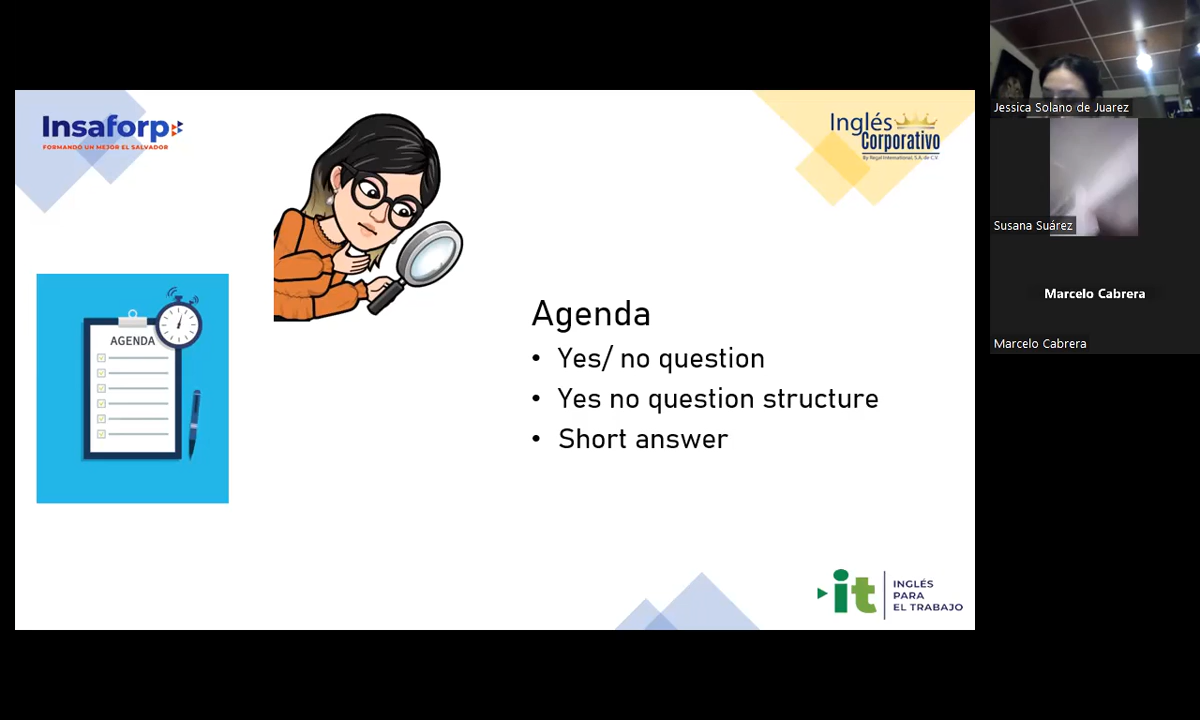 Insaforp
FORMANDO UN MEJOR EL SALVADOR
Inglés
Corporativo
By Regal International, S.A. de C.V.
AGENDA
Agenda
• Yes/ no question
• Yes no question structure
• Short answer
it
INGLÉS
PARA
EL TRABAJO
Jessica Solano de Juarez
Susana Suárez
Marcelo Cabrera
Marcelo Cabrera